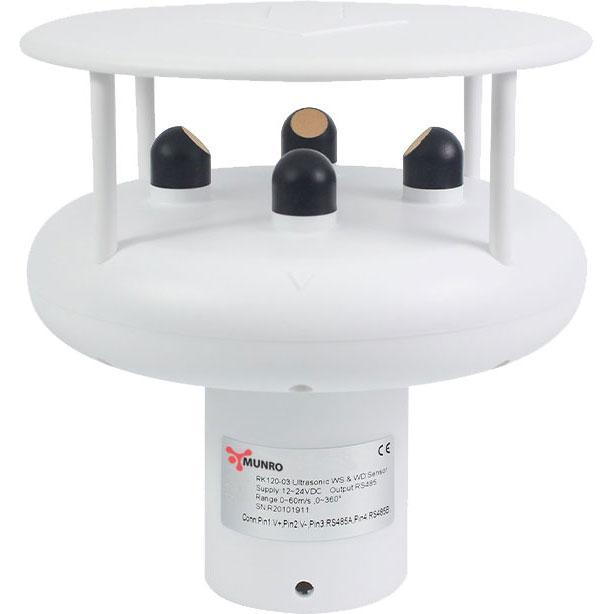 MUNRO
CE
RK120-03 Ultrasonic WS & WD Sensor
Supply 12~24VDC Output RS485
Range 0~60m/s ,0~360°
SN:R20101911
Conn:Pin1 V+,Pin2 V-,Pin3 RS485A,Pin4 RS485B